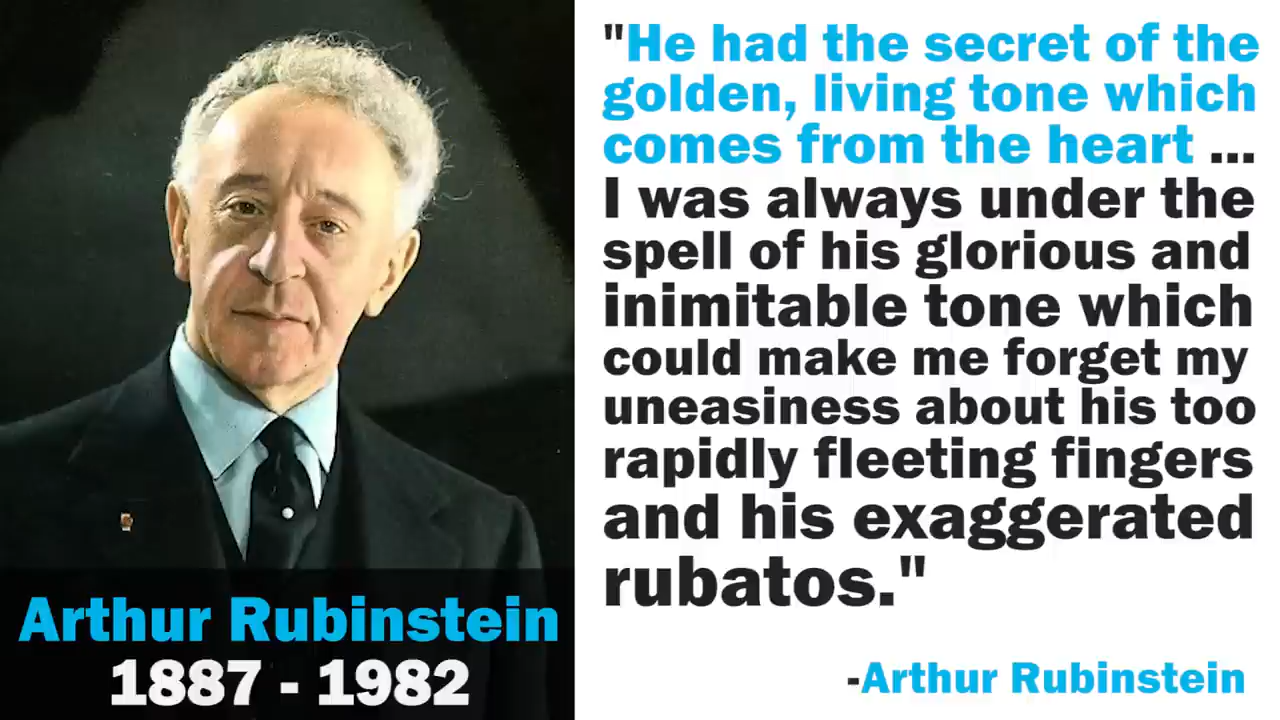 "He had the secret of the
golden, living tone which
comes from the heart ...
I was always under the
spell of his glorious and
inimitable tone which
could make me forget my
uneasiness about his too
rapidly fleeting fingers
and his exaggerated
rubatos."
-Arthur Rubinstein
Arthur Rubinstein
1887 - 1982